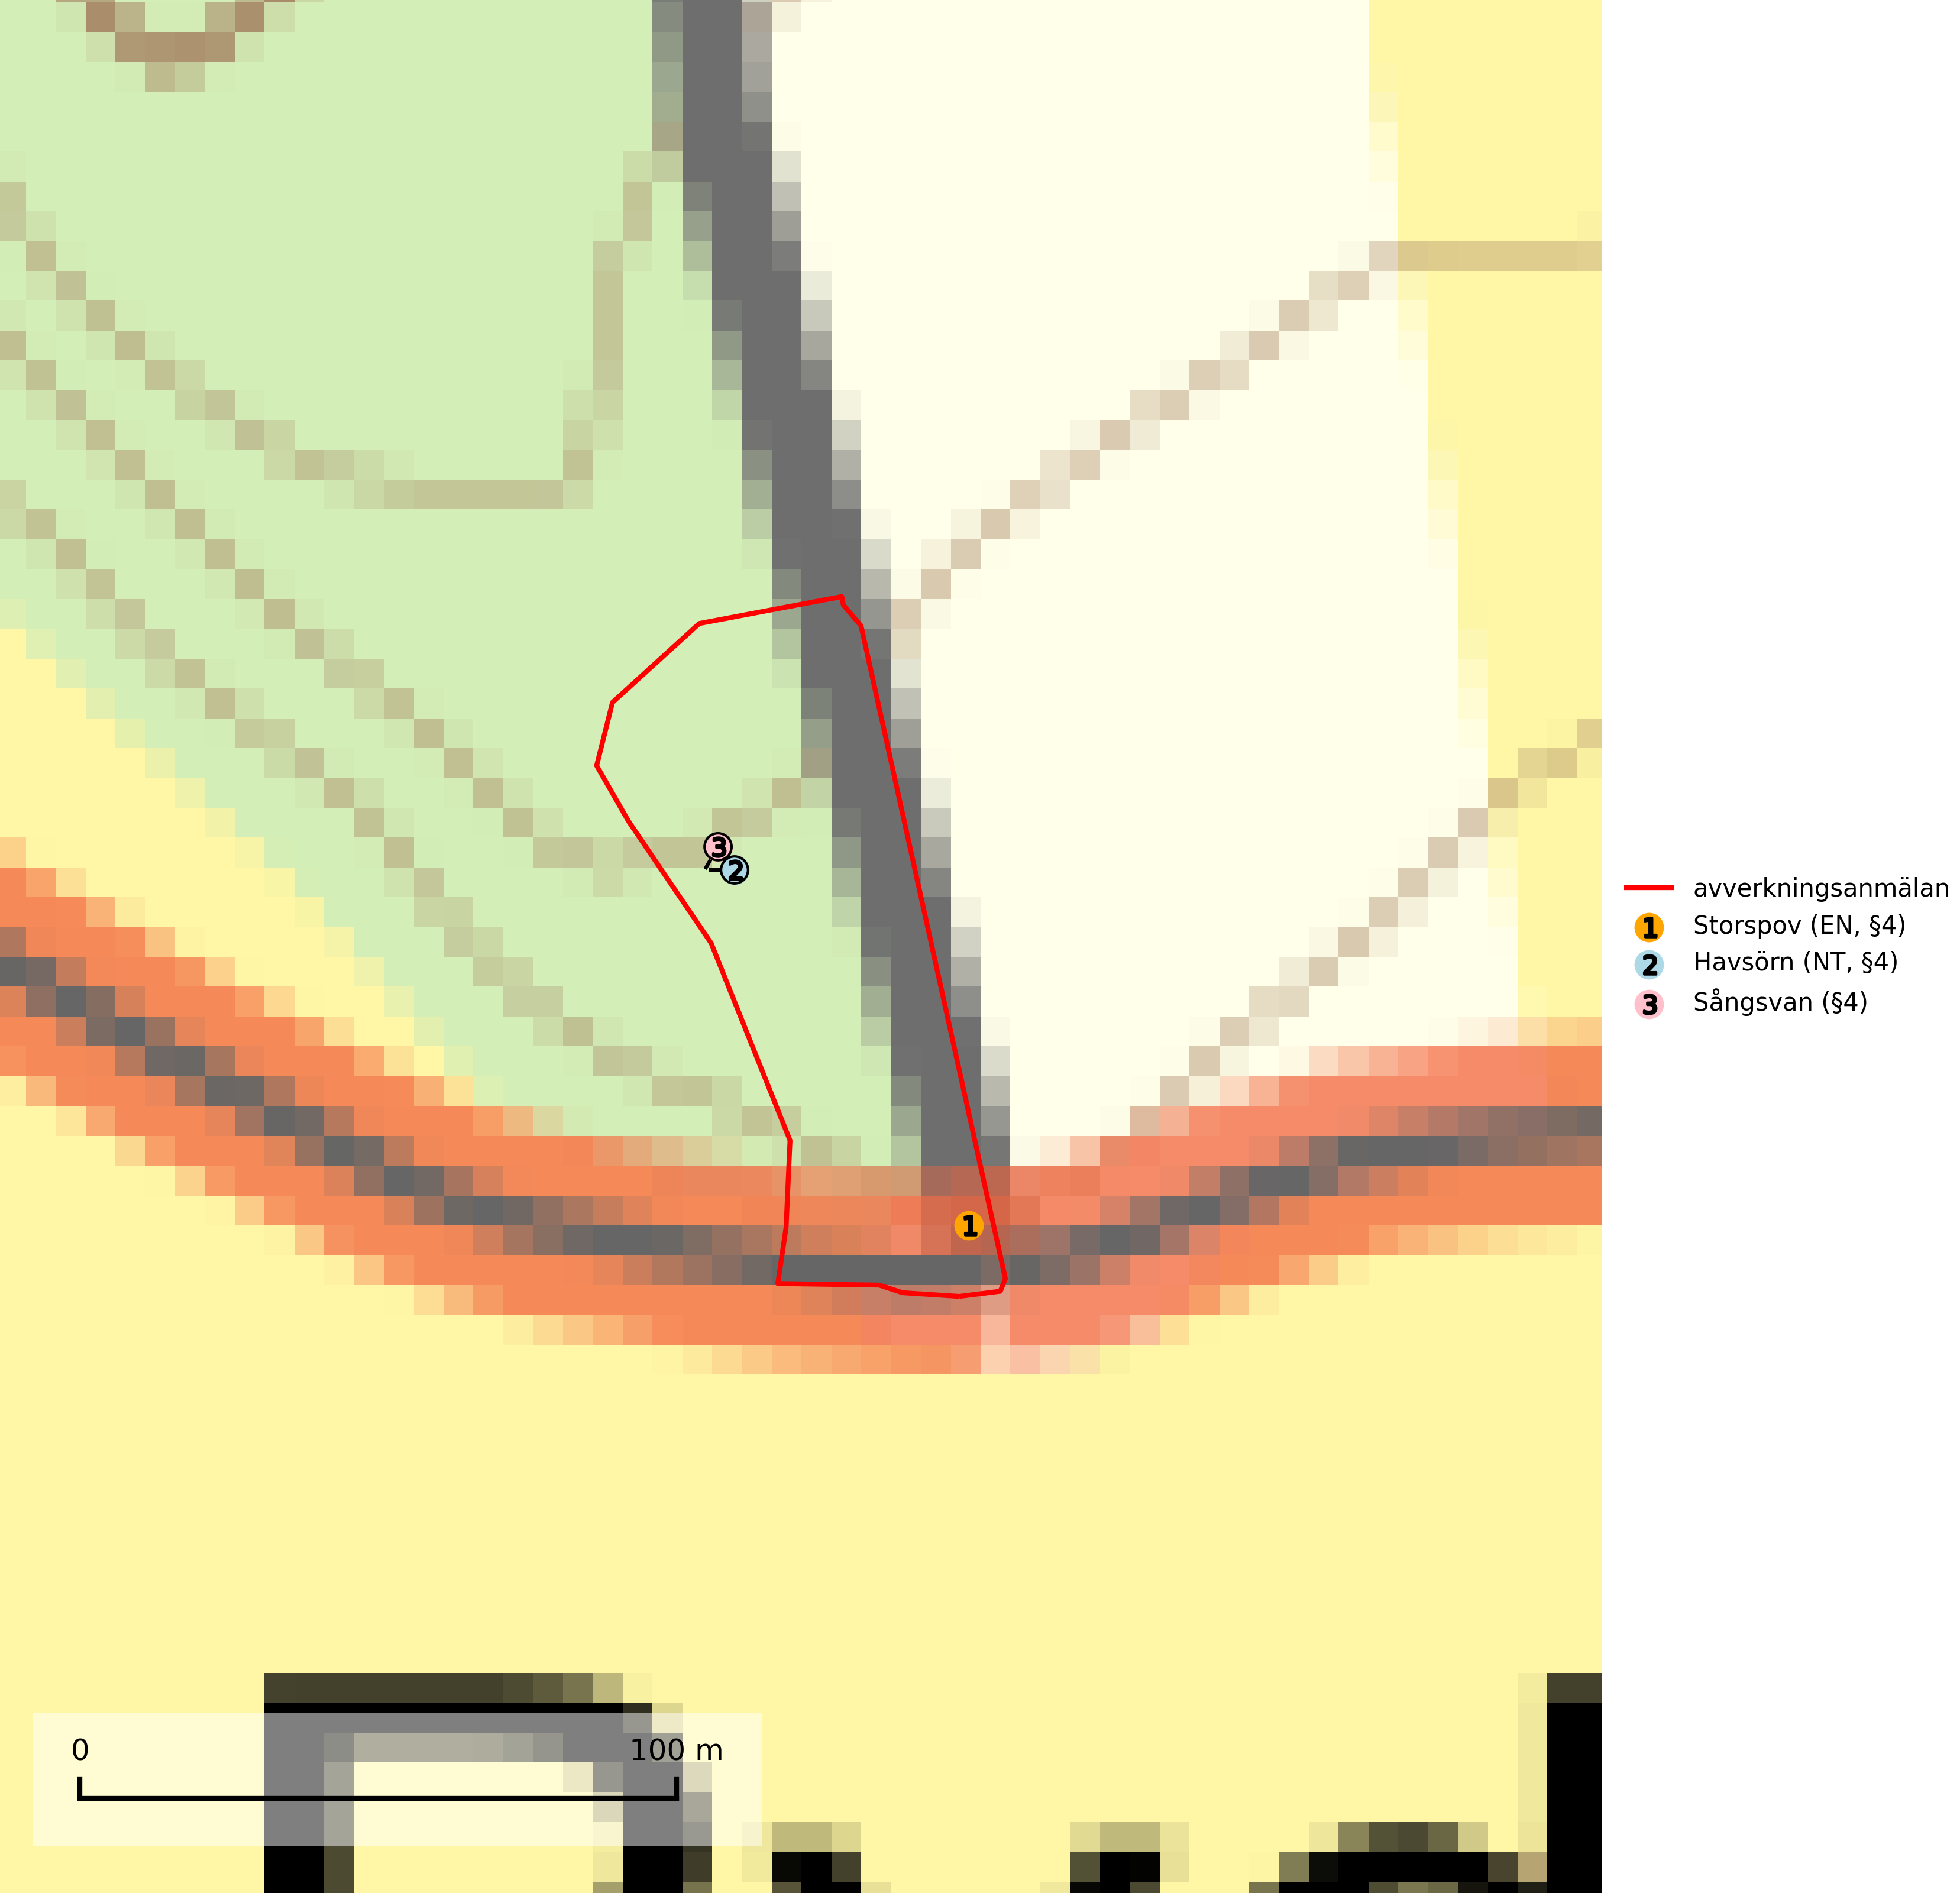 3
2
1
avverkningsanmälan
1 Storspov (EN, §4)
2 Havsörn (NT, §4)
3 Sångsvan (§4)
0 100 m